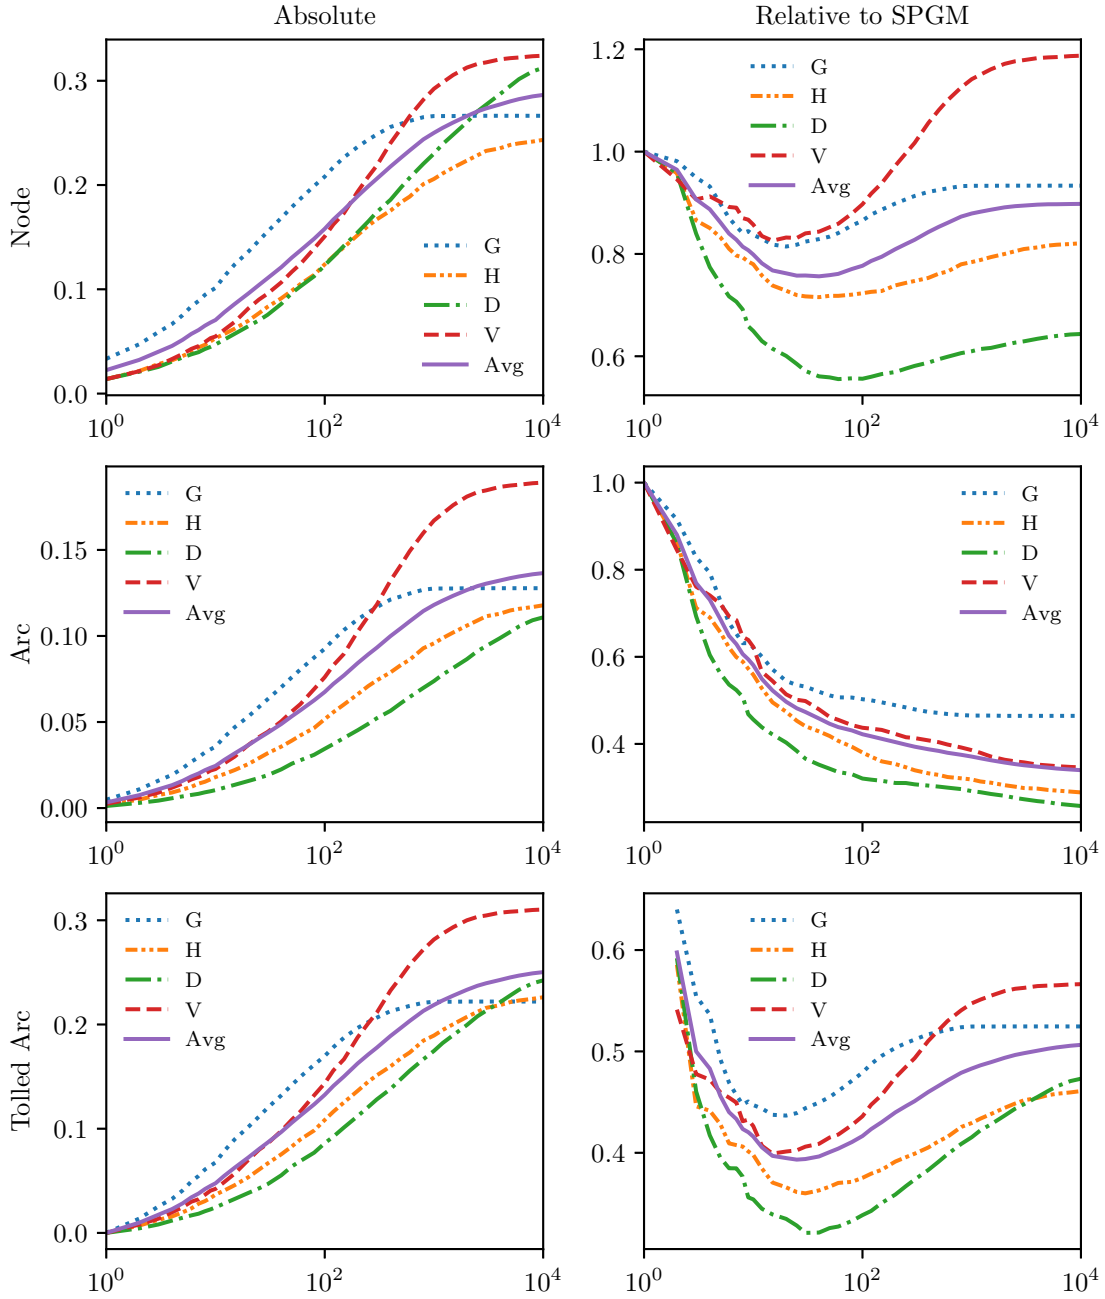 Absolute
Relative to SPGM
Node
0.3
0.2
0.1
0.0
G
H
D
V
Avg
10^0
10^2
10^4
1.2
1.0
0.8
0.6
G
H
D
V
Avg
10^0
10^2
10^4
Arc
0.15
0.10
0.05
0.00
G
H
D
V
Avg
10^0
10^2
10^4
1.0
0.8
0.6
0.4
G
H
D
V
Avg
10^0
10^2
10^4
Tolled Arc
0.3
0.2
0.1
0.0
G
H
D
V
Avg
10^0
10^2
10^4
0.6
0.5
0.4
G
H
D
V
Avg
10^0
10^2
10^4